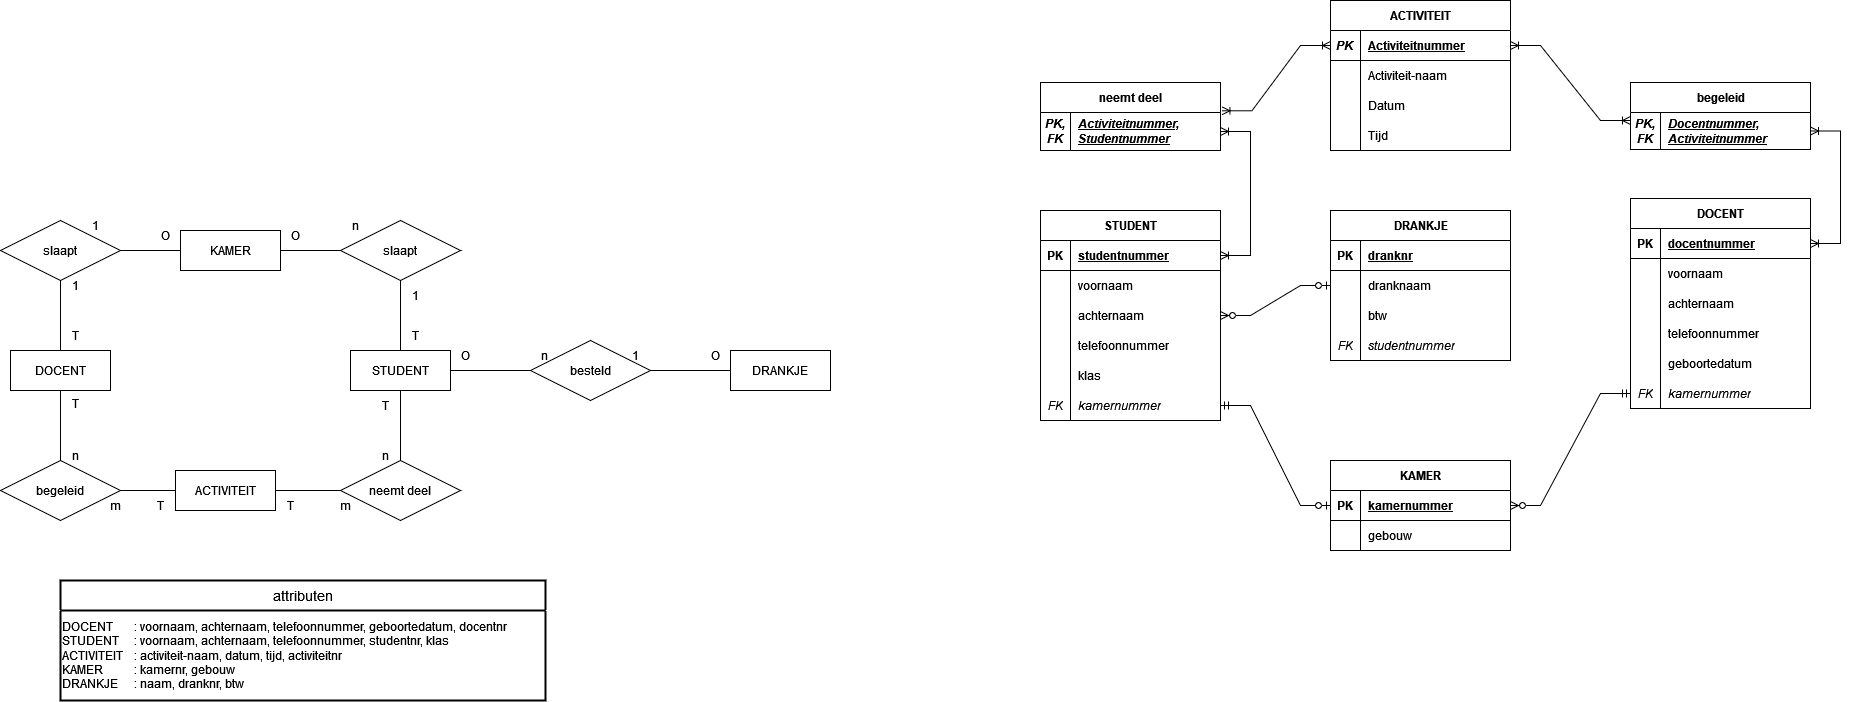 slaapt
1
O
KAMER
O
n
slaapt
1
T
1
T
DOCENT
T
n
begeleid
m
T
ACTIVITEIT
T
m
neemt deel
n
T
STUDENT
O
n
besteld
1
O
DRANKJE
attributen
DOCENT : voornaam, achternaam, telefoonnummer, geboortedatum, docentnr
STUDENT : voornaam, achternaam, telefoonnummer, studentnr, klas
ACTIVITEIT : activiteit-naam, datum, tijd, activiteitnr
KAMER : kamernr, gebouw
DRANKJE : naam, dranknr, btw
ACTIVITEIT
PK Activiteitnummer
Activiteit-naam
Datum
Tijd
neemt deel
PK, Activiteitnummer,
FK Studentnummer
begeleid
PK, Docentnummer,
FK Activiteitnummer
STUDENT
PK studentnummer
voornaam
achternaam
telefoonnummer
klas
FK kamernummer
DRANKJE
PK dranknr
dranknaam
btw
FK studentnummer
DOCENT
PK docentnummer
voornaam
achternaam
telefoonnummer
geboortedatum
FK kamernummer
KAMER
PK kamernummer
gebouw